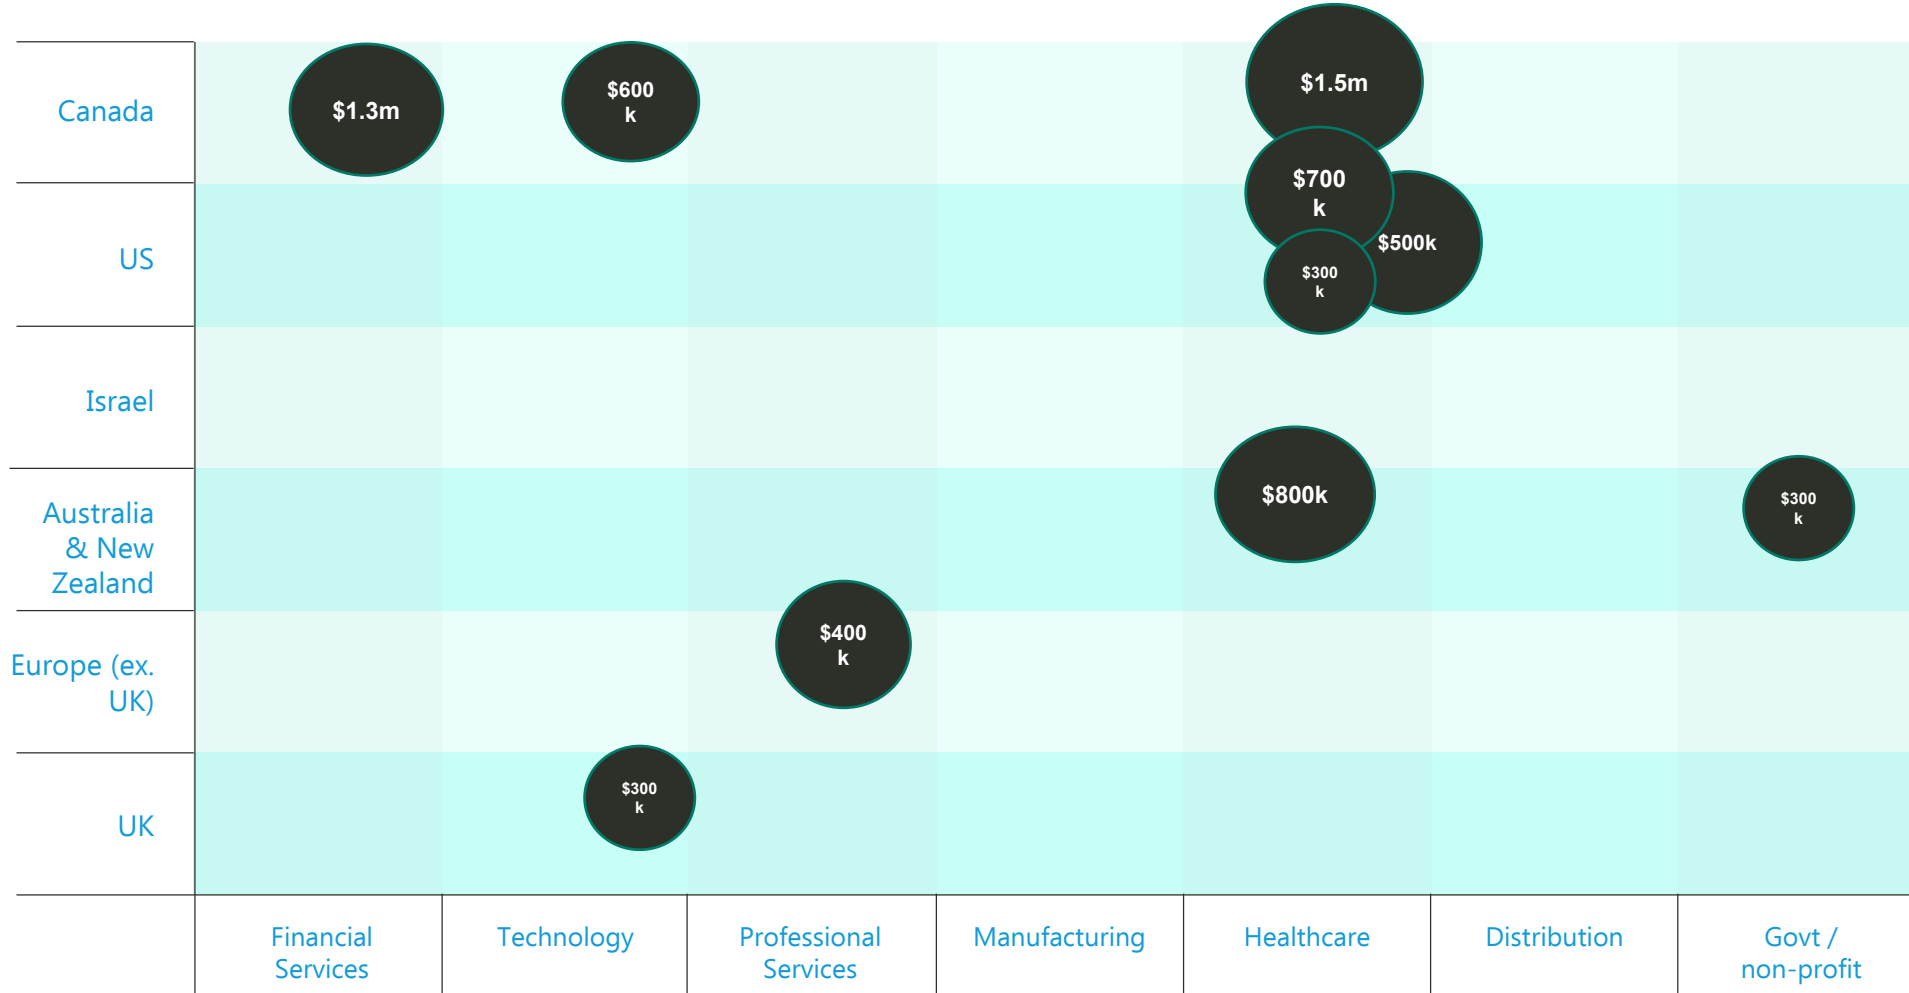 Canada
$1.3m
$600
k
$1.5m
US
$700
k
$500k
$300
k
Israel
Australia
& New
Zealand
$800k
$300
k
Europe (ex.
UK)
$400
k
UK
$300
k
Financial
Services
Technology
Professional
Services
Manufacturing
Healthcare
Distribution
Govt /
non-profit